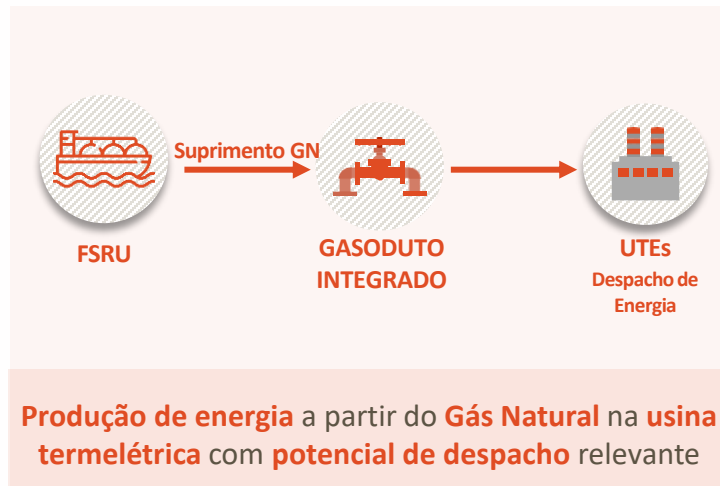 Suprimento GN
FSRU
GASODUTO
INTEGRADO
UTEs
Despacho de
Energia
Produção de energia a partir do Gás Natural na usina
termelétrica com potencial de despacho relevante